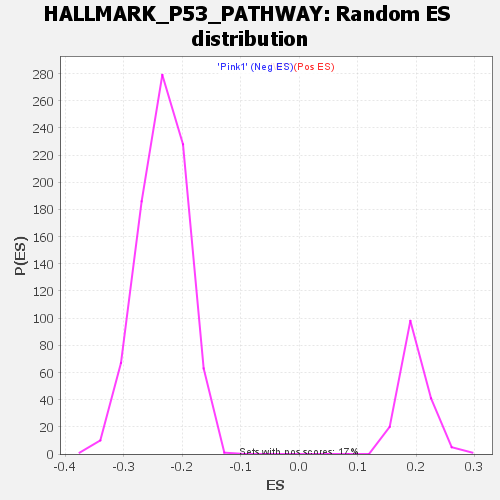 HALLMARK_P53_PATHWAY: Random ES
distribution
'Pink1' (Neg ES)(Pos ES)
280
260
240
220
200
180
160
140
120
100
80
60
40
20
0
P(ES)
Sets with pos scores: 17%
-0.4 -0.3 -0.2 -0.1 0.0 0.1 0.2 0.3
ES